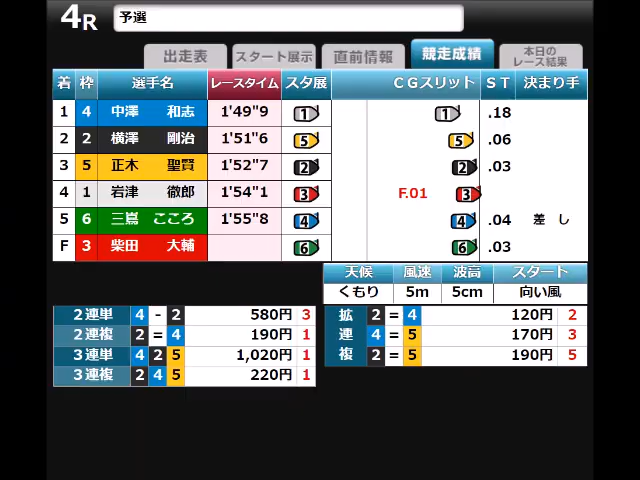 4R 予選
出走表 スタート展示 直前情報 競走成績 本日のレース結果
着 枠 選手名 レースタイム スタ展 CGスリット ST 決まり手
1 4 中澤 和志 1'49"9 1 1 .18
2 2 横澤 剛治 1'51"6 5 5 .06
3 5 正木 聖賢 1'52"7 2 2 .03
4 1 岩津 徹郎 1'54"1 3 F.01 3
5 6 三嶌 こころ 1'55"8 4 4 .04 差し
F 3 柴田 大輔 6 6 .03
天候 風速 波高 スタート
くもり 5m 5cm 向い風
2連単 4 - 2 580円 3
2連複 2 = 4 190円 1
3連単 4 2 5 1,020円 1
3連複 2 4 5 220円 1
拡 2 = 4 120円 2
連 4 = 5 170円 3
複 2 = 5 190円 5